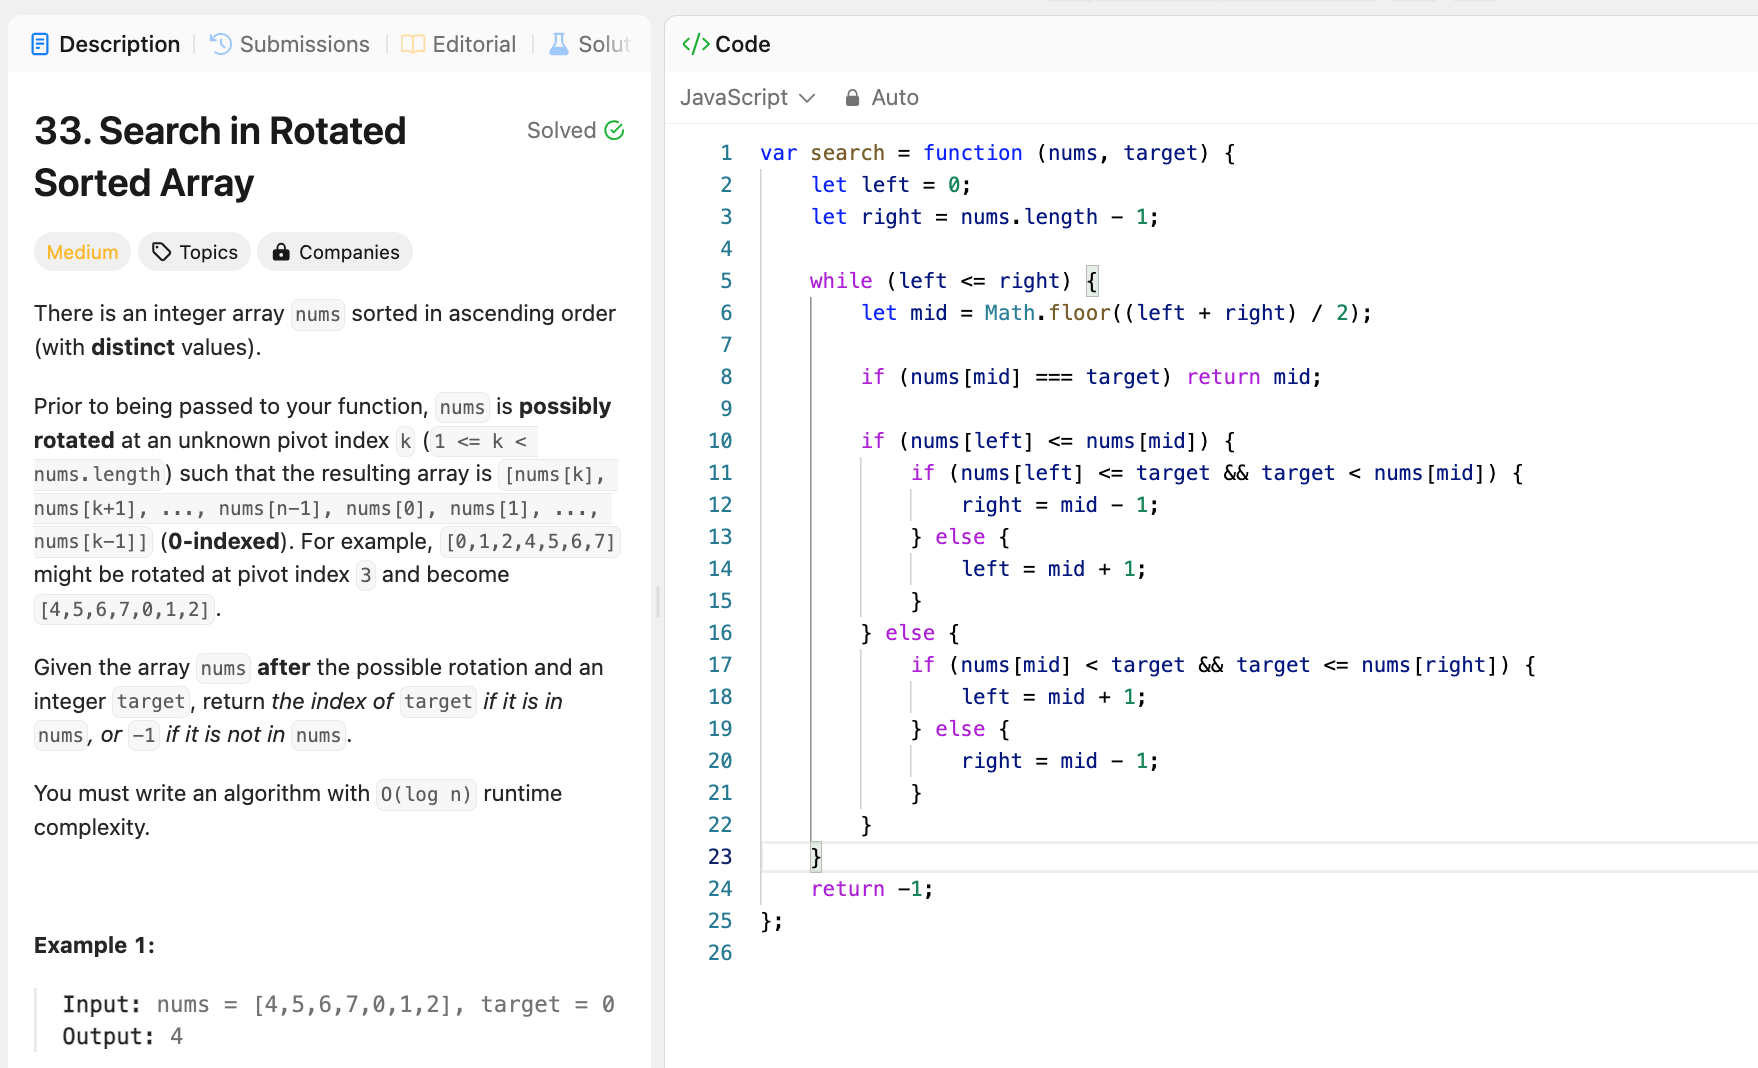 Description
Submissions
Editorial
Solut
33. Search in Rotated
Sorted Array
Solved
Medium
Topics
Companies
There is an integer array nums sorted in ascending order
(with distinct values).
Prior to being passed to your function, nums is possibly
rotated at an unknown pivot index k (1 <= k <
nums.length) such that the resulting array is [nums[k],
nums[k+1], ..., nums[n-1], nums[0], nums[1], ...,
nums[k-1]] (0-indexed). For example, [0,1,2,4,5,6,7]
might be rotated at pivot index 3 and become
[4,5,6,7,0,1,2].
Given the array nums after the possible rotation and an
integer target, return the index of target if it is in
nums, or -1 if it is not in nums.
You must write an algorithm with O(log n) runtime
complexity.
Example 1:
Input: nums = [4,5,6,7,0,1,2], target = 0
Output: 4
</> Code
JavaScript
Auto
1 var search = function (nums, target) {
2     let left = 0;
3     let right = nums.length - 1;
4
5     while (left <= right) {
6         let mid = Math.floor((left + right) / 2);
7
8         if (nums[mid] === target) return mid;
9
10         if (nums[left] <= nums[mid]) {
11             if (nums[left] <= target && target < nums[mid]) {
12                 right = mid - 1;
13             } else {
14                 left = mid + 1;
15             }
16         } else {
17             if (nums[mid] < target && target <= nums[right]) {
18                 left = mid + 1;
19             } else {
20                 right = mid - 1;
21             }
22         }
23     }
24     return -1;
25 };
26